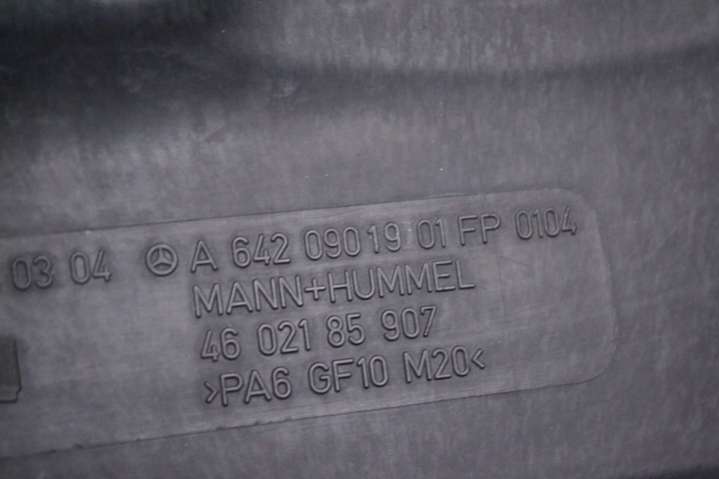 03 04 A 642 090 19 01 FP 0104
MANN+HUMMEL
46 021 85 907
>PA6 GF10 M20<